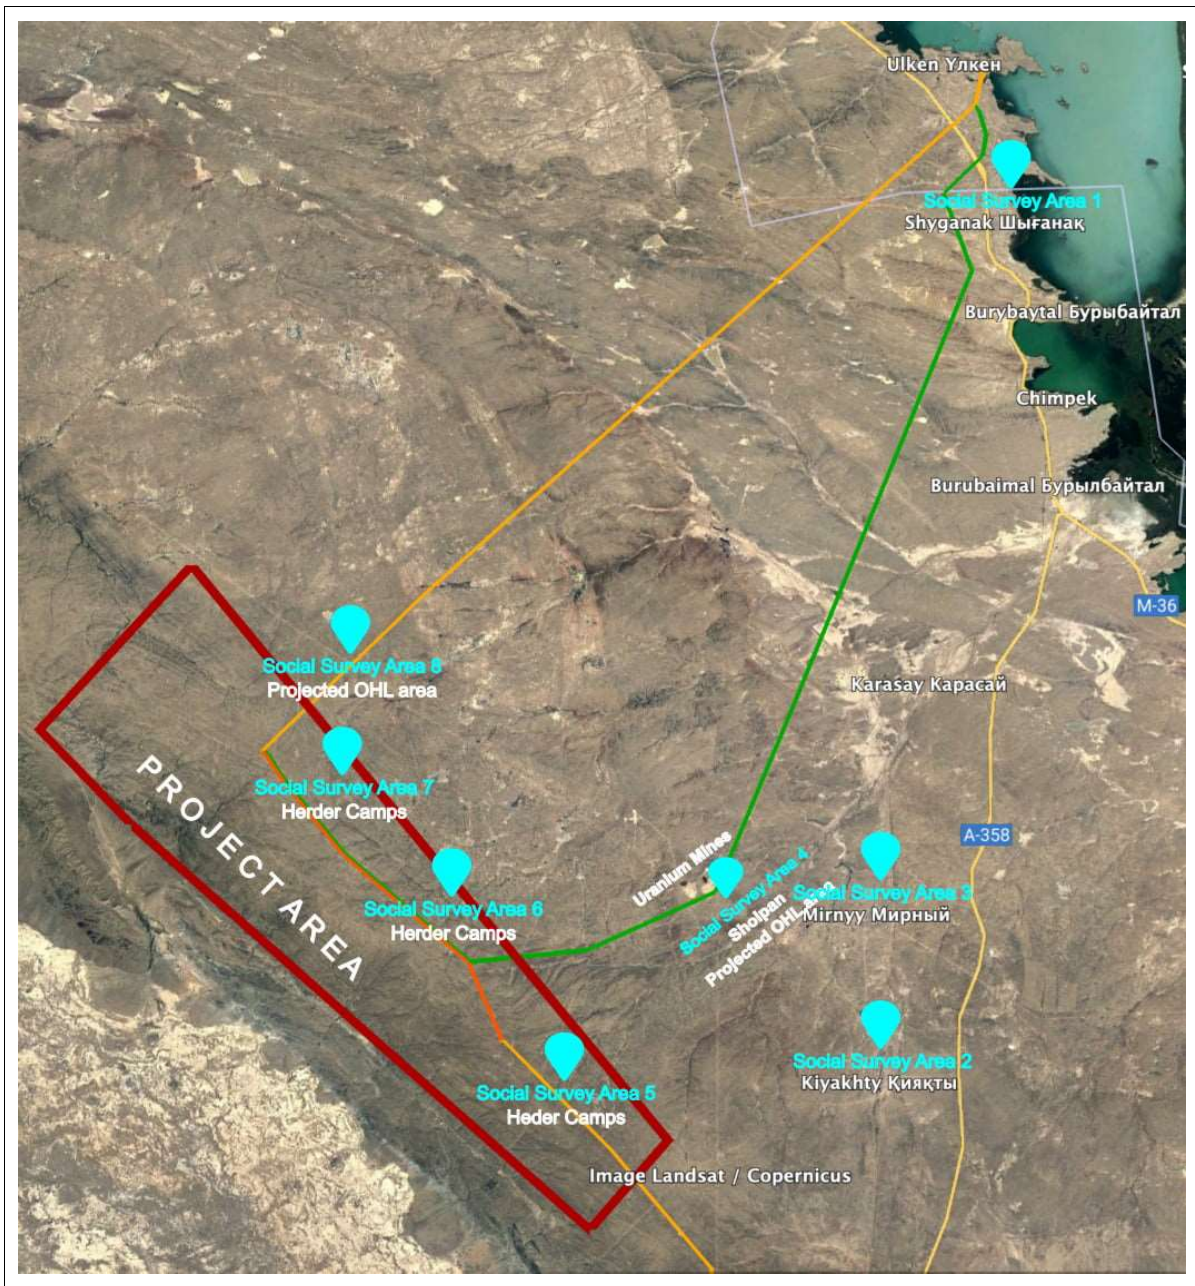 Ulken Үлкен
S
Social Survey Area 1
Shyganak Шығанақ
Burybaytal Бурыбайтал
Chimpek
Burubaimal Бурылбайтал
M-36
Social Survey Area 8
Projected OHL area
Karasay Карасай
Social Survey Area 7
Herder Camps
PROJECT AREA
A-358
Uranium Mines
Social Survey Area 4
Sholpan
Projected OHL area
Social Survey Area 3
Mirnyy Мирный
Social Survey Area 6
Herder Camps
Social Survey Area 2
Kiyakhty Қияқты
Social Survey Area 5
Heder Camps
Image Landsat / Copernicus